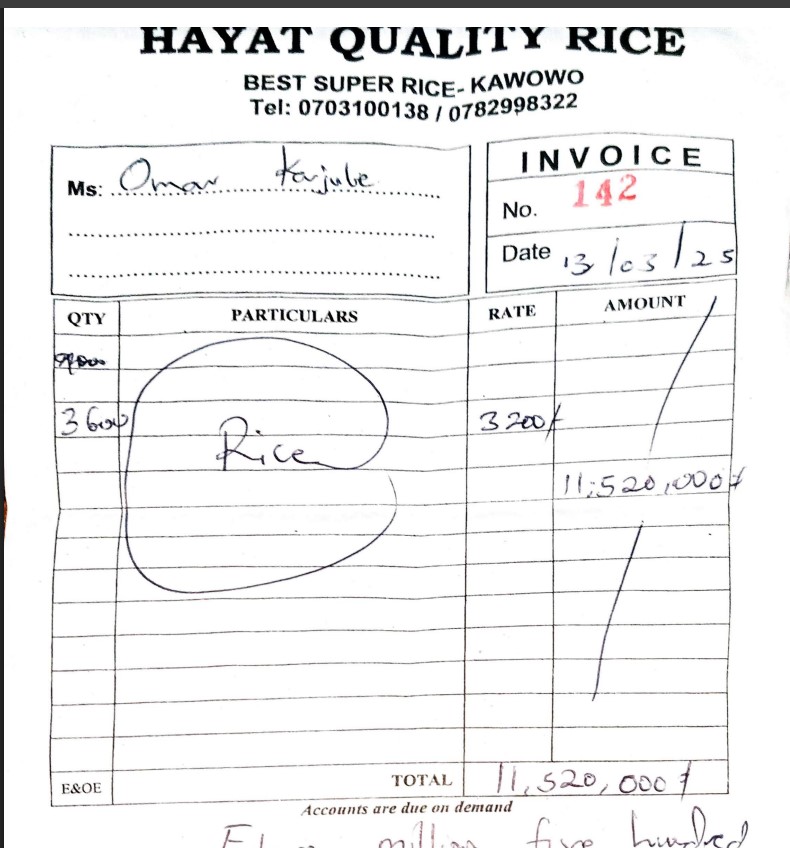 HAYAT QUALITY RICE
BEST SUPER RICE- KAWOWO
Tel: 0703100138 / 0782998322
Ms: Omar Kajube
INVOICE
No. 142
Date 13/03/25
QTY PARTICULARS RATE AMOUNT
3600 Rice 3200/
11,520,000/
E&OE TOTAL 11,520,000/
Accounts are due on demand
million five hundred